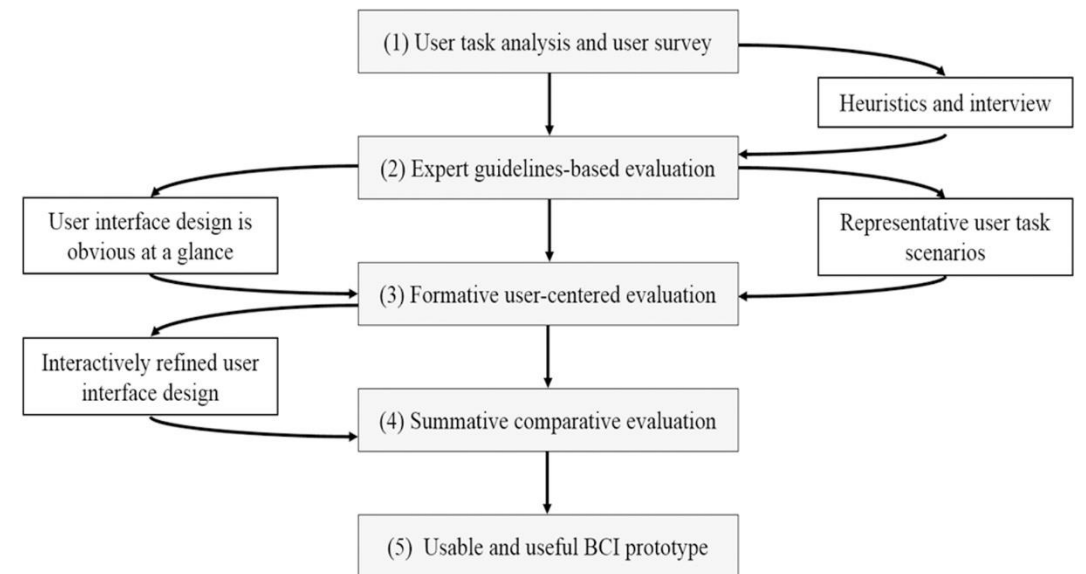 (1) User task analysis and user survey
Heuristics and interview
(2) Expert guidelines-based evaluation
User interface design is
obvious at a glance
Representative user task
scenarios
(3) Formative user-centered evaluation
Interactively refined user
interface design
(4) Summative comparative evaluation
(5) Usable and useful BCI prototype